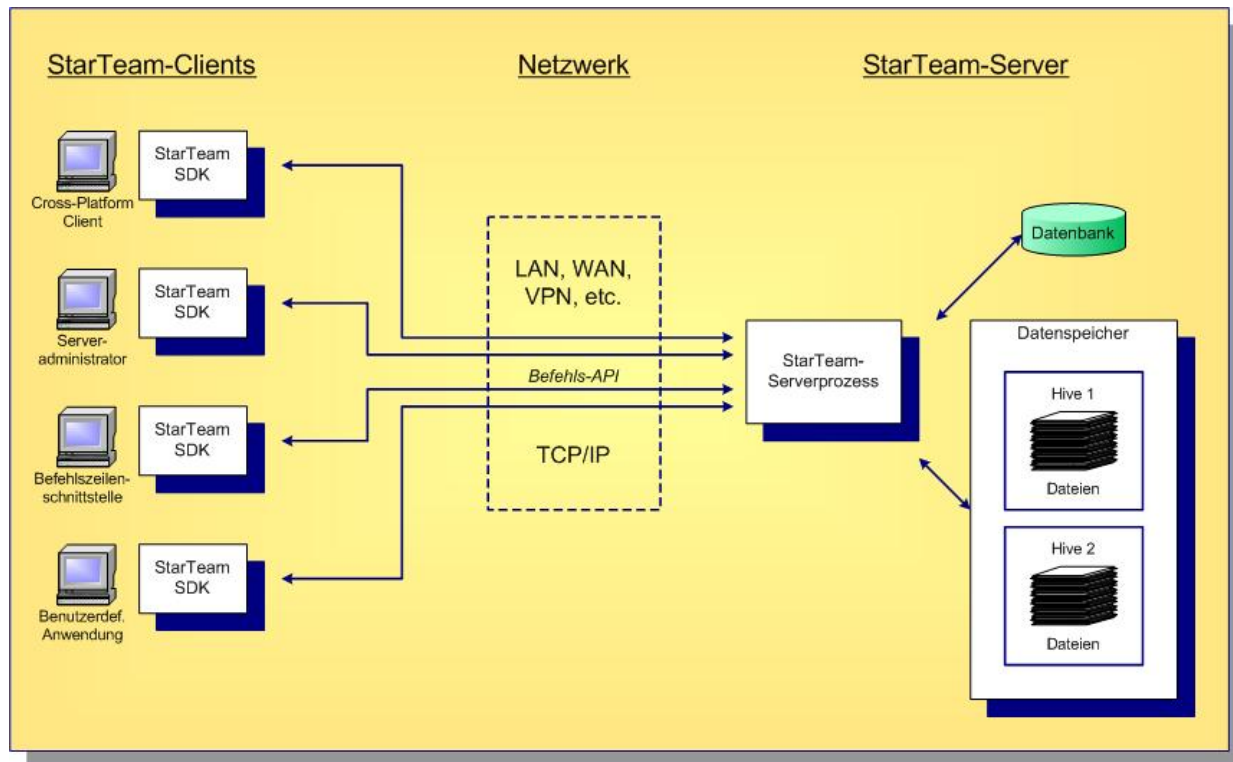 StarTeam-Clients
Netzwerk
StarTeam-Server
StarTeam
SDK
Cross-Platform
Client
StarTeam
SDK
Server-
administrator
StarTeam
SDK
Befehlszeilen-
schnittstelle
StarTeam
SDK
Benutzerdef.
Anwendung
LAN, WAN,
VPN, etc.
Befehls-API
TCP/IP
StarTeam-
Serverprozess
Datenbank
Datenspeicher
Hive 1
Dateien
Hive 2
Dateien